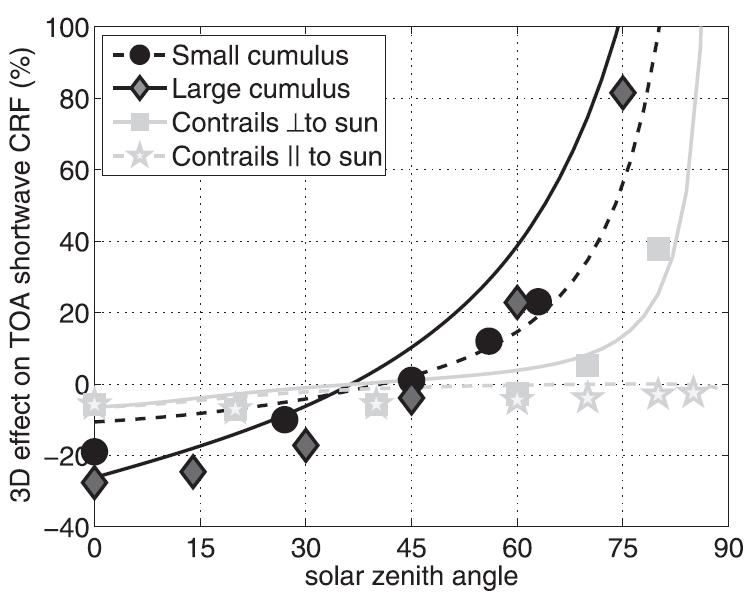 100
80
60
40
20
0
−20
−40
0 15 30 45 60 75 90
3D effect on TOA shortwave CRF (%)
solar zenith angle
Small cumulus
Large cumulus
Contrails ⊥to sun
Contrails || to sun